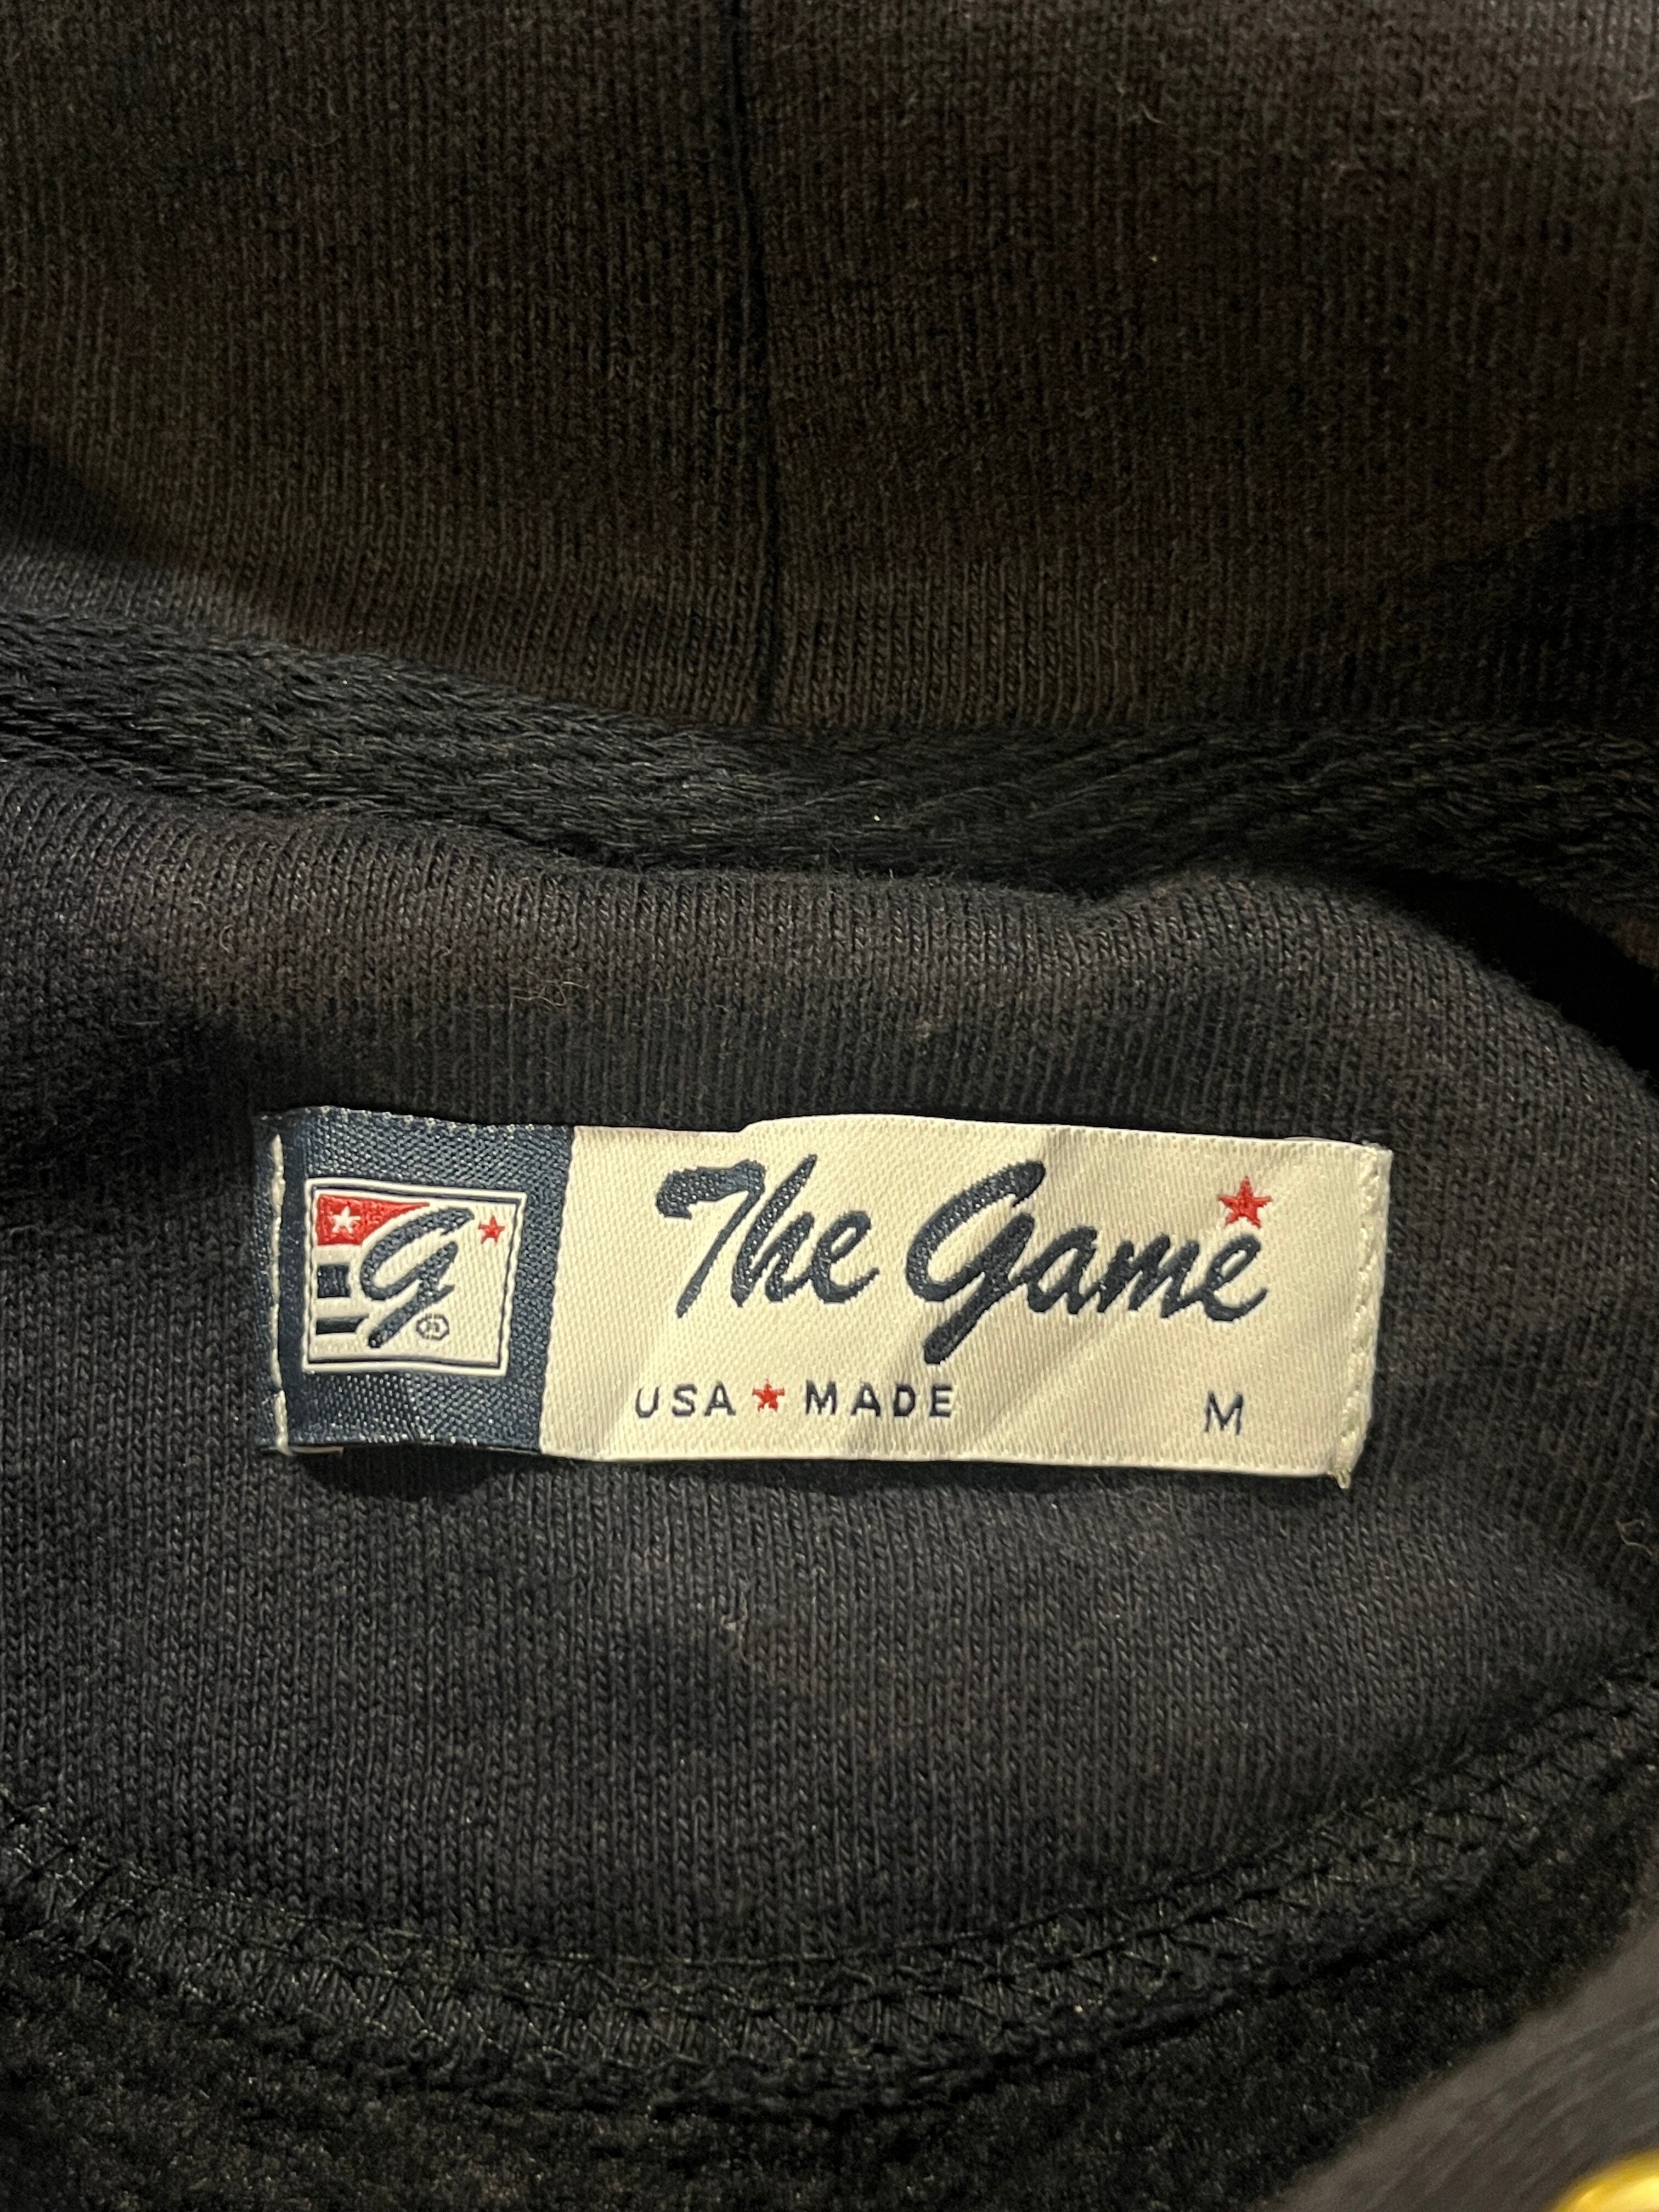 G ®
The Game
USA ★ MADE M